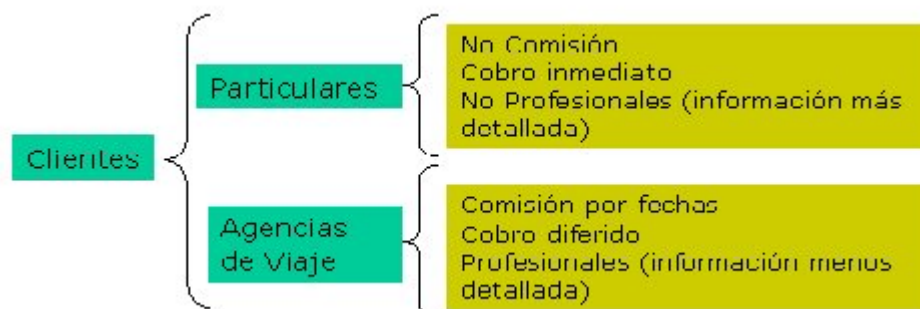 Clientes
Particulares
No Comisión
Cobro inmediato
No Profesionales (información más
detallada)
Agencias
de Viaje
Comisión por fechas
Cobro diferido
Profesionales (información menos
detallada)